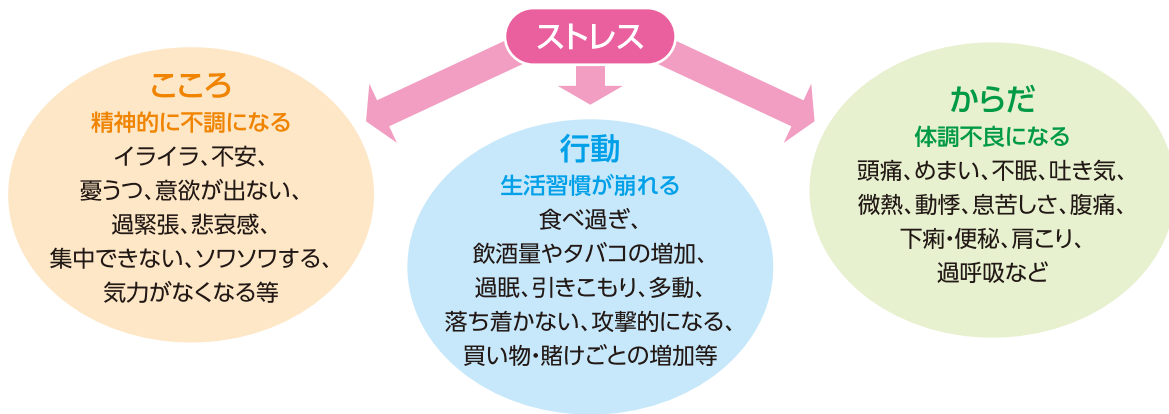 ストレス
こころ
精神的に不調になる
イライラ、不安、
憂うつ、意欲が出ない、
過緊張、悲哀感、
集中できない、ソワソワする、
気力がなくなる等
行動
生活習慣が崩れる
食べ過ぎ、
飲酒量やタバコの増加、
過眠、引きこもり、多動、
落ち着かない、攻撃的になる、
買い物・賭けごとの増加等
からだ
体調不良になる
頭痛、めまい、不眠、吐き気、
微熱、動悸、息苦しさ、腹痛、
下痢・便秘、肩こり、
過呼吸など